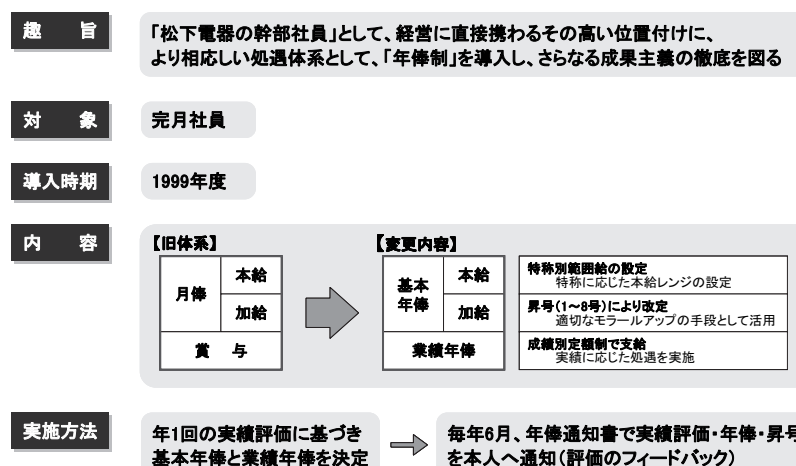 趣 旨
「松下電器の幹部社員」として、経営に直接携わるその高い位置付けに、
より相応しい処遇体系として、「年俸制」を導入し、さらなる成果主義の徹底を図る
対 象
完月社員
導入時期
1999年度
内 容
【旧体系】
月俸
本給
加給
賞 与
【変更内容】
基本
年俸
本給
加給
業績年俸
特称別範囲給の設定
特称に応じた本給レンジの設定
昇号(1~8号)により改定
適切なモラールアップの手段として活用
成績別定額制で支給
実績に応じた処遇を実施
実施方法
年1回の実績評価に基づき
基本年俸と業績年俸を決定
毎年6月、年俸通知書で実績評価・年俸・昇号
を本人へ通知(評価のフィードバック)